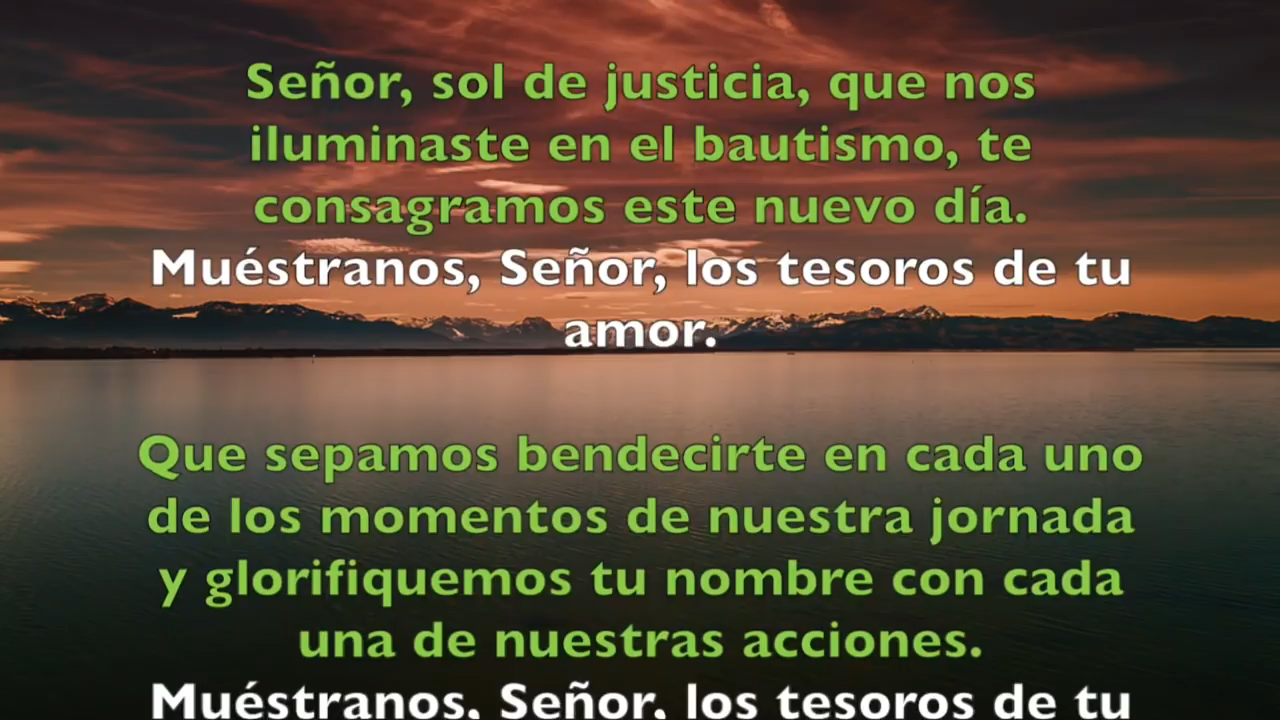 Señor, sol de justicia, que nos
iluminaste en el bautismo, te
consagramos este nuevo día.
Muéstranos, Señor, los tesoros de tu
amor.
Que sepamos bendecirte en cada uno
de los momentos de nuestra jornada
y glorifiquemos tu nombre con cada
una de nuestras acciones.
Muéstranos, Señor, los tesoros de tu